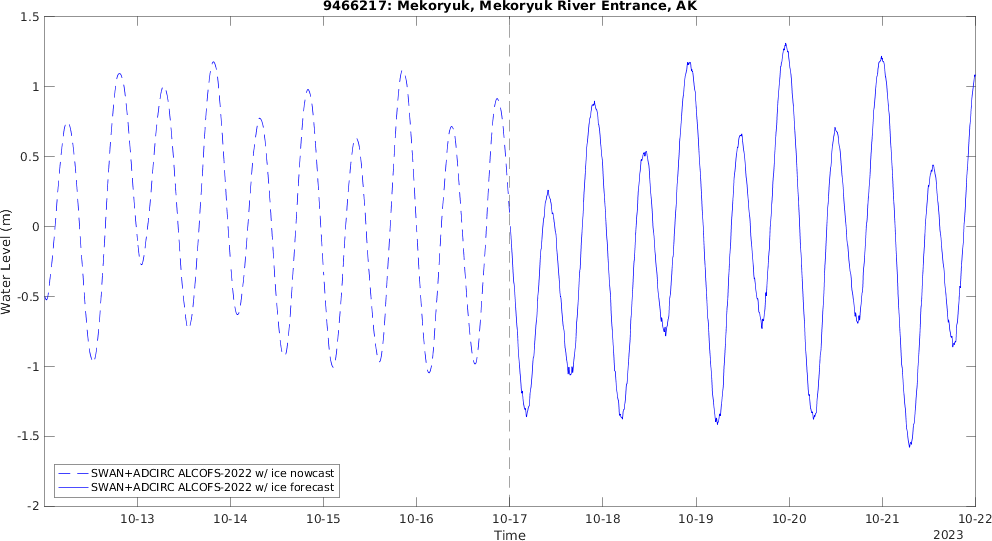 9466217: Mekoryuk, Mekoryuk River Entrance, AK
1.5
1
0.5
0
-0.5
-1
-1.5
-2
Water Level (m)
SWAN+ADCIRC ALCOFS-2022 w/ ice nowcast
SWAN+ADCIRC ALCOFS-2022 w/ ice forecast
10-13 10-14 10-15 10-16 10-17 10-18 10-19 10-20 10-21 10-22
Time
2023